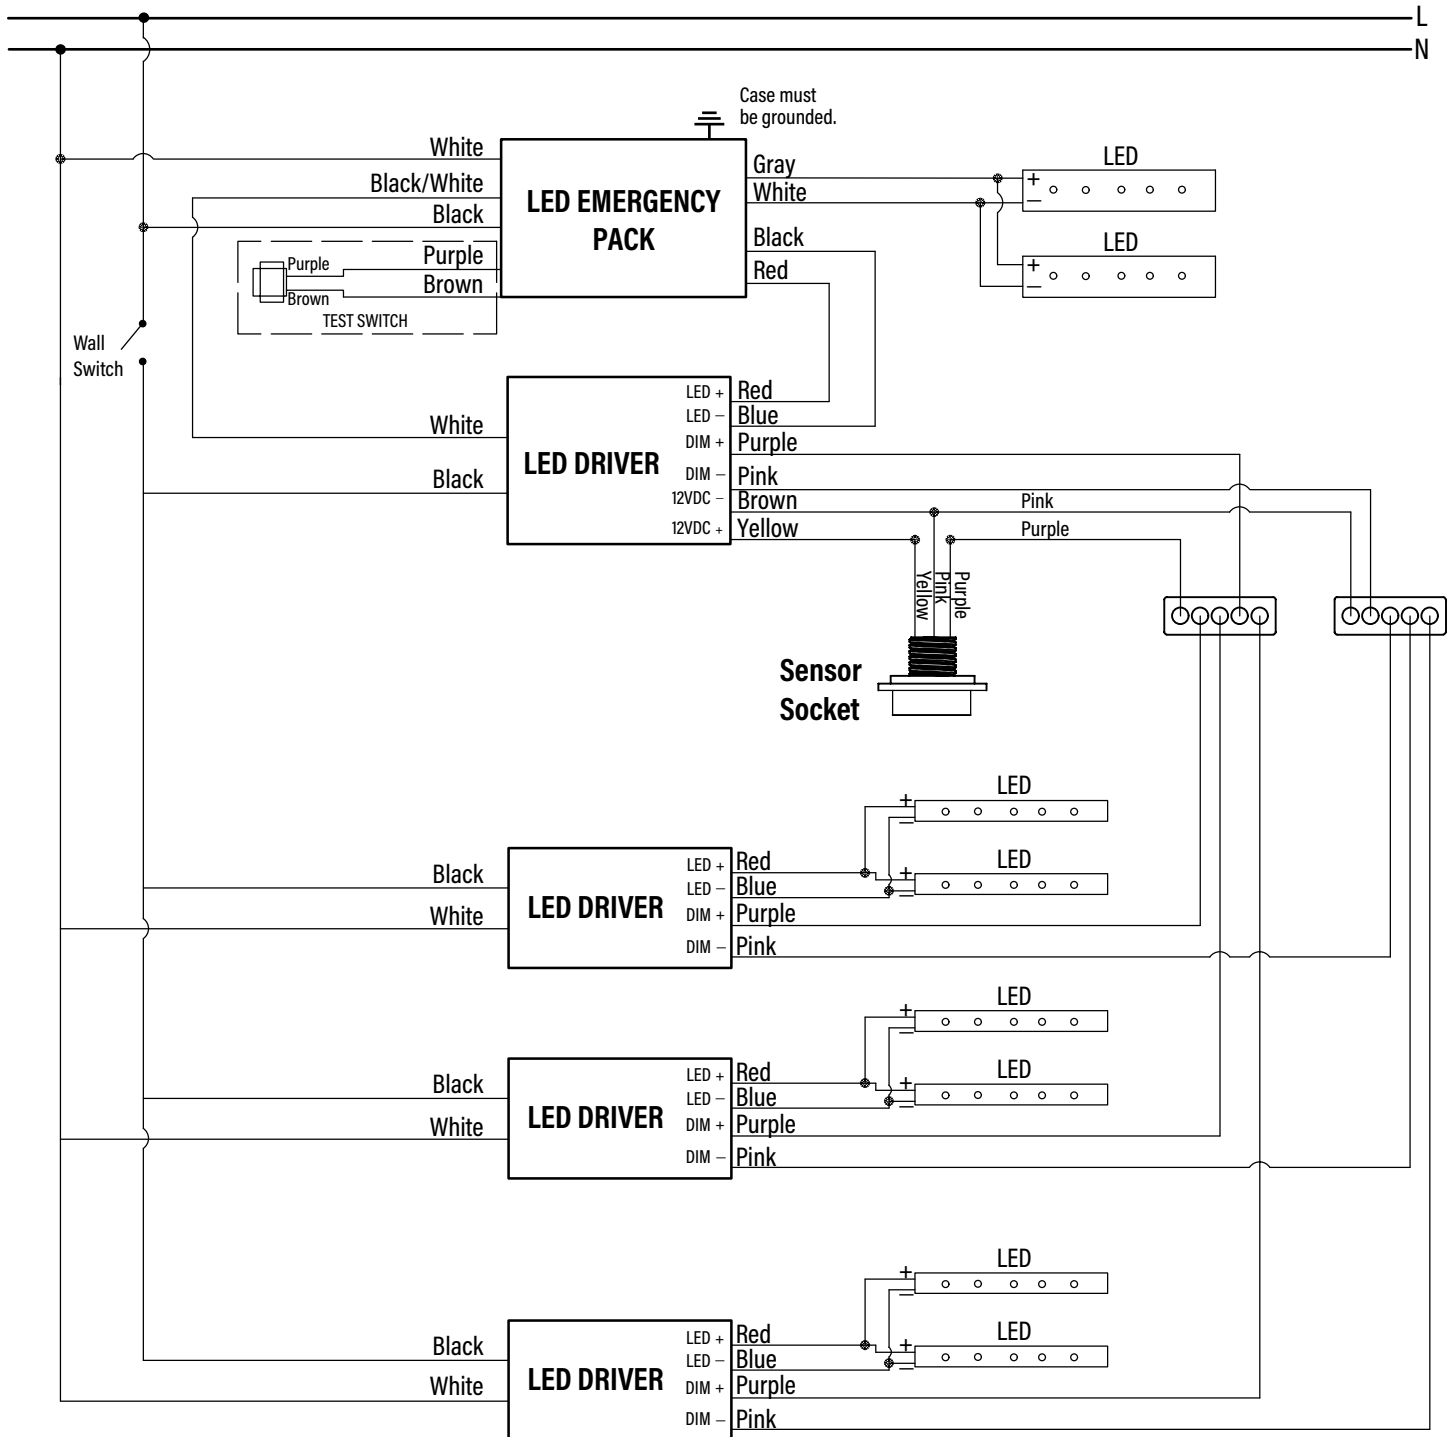 L
N
Case must
be grounded.
White
Black/White
Black
Purple
Brown
Purple
Brown
TEST SWITCH
LED EMERGENCY
PACK
Gray
White
Black
Red
LED
+
−
LED
+
−
Wall
Switch
White
Black
LED DRIVER
LED +
LED −
DIM +
DIM −
12VDC −
12VDC +
Red
Blue
Purple
Pink
Brown
Yellow
Pink
Purple
Yellow
Pink
Purple
Sensor
Socket
Black
White
LED DRIVER
LED +
LED −
DIM +
DIM −
Red
Blue
Purple
Pink
LED
+
−
LED
+
−
Black
White
LED DRIVER
LED +
LED −
DIM +
DIM −
Red
Blue
Purple
Pink
LED
+
−
LED
+
−
Black
White
LED DRIVER
LED +
LED −
DIM +
DIM −
Red
Blue
Purple
Pink
LED
+
−
LED
+
−